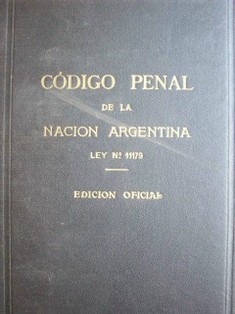 CÓDIGO PENAL
DE LA
NACION ARGENTINA
LEY Nº 11179
EDICION OFICIAL